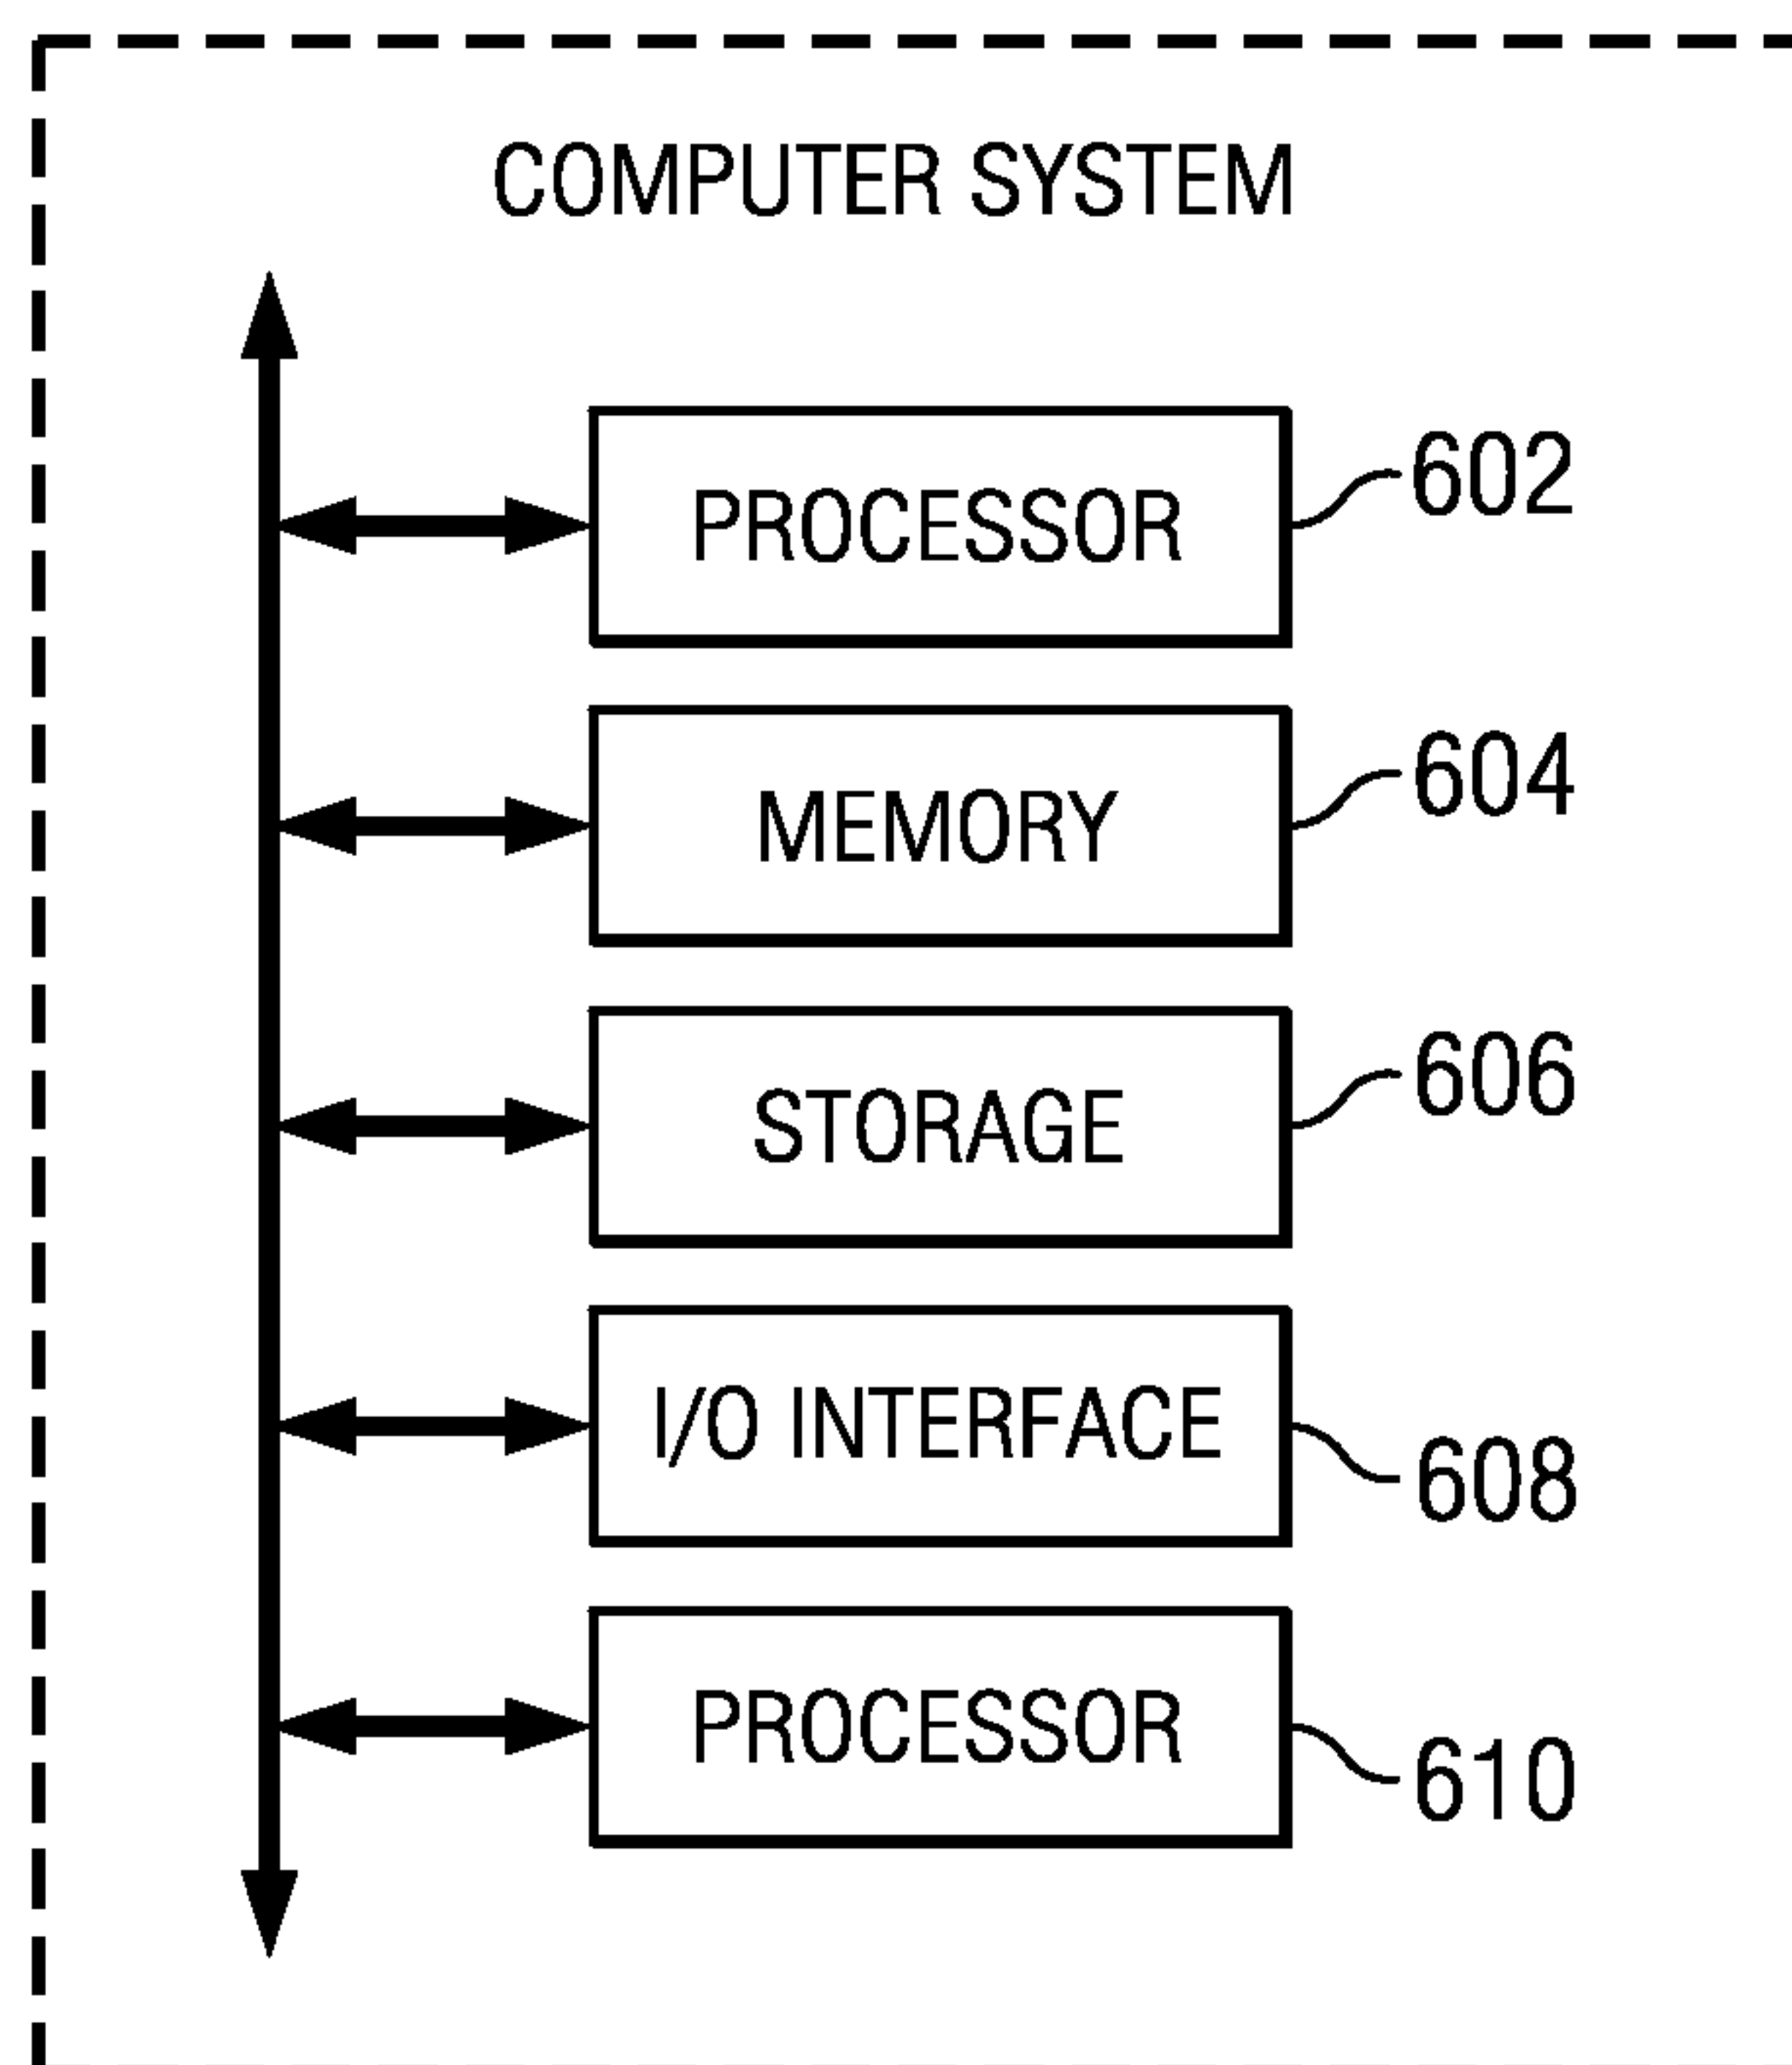 COMPUTER SYSTEM
PROCESSOR 602
MEMORY 604
STORAGE 606
I/O INTERFACE 608
PROCESSOR 610